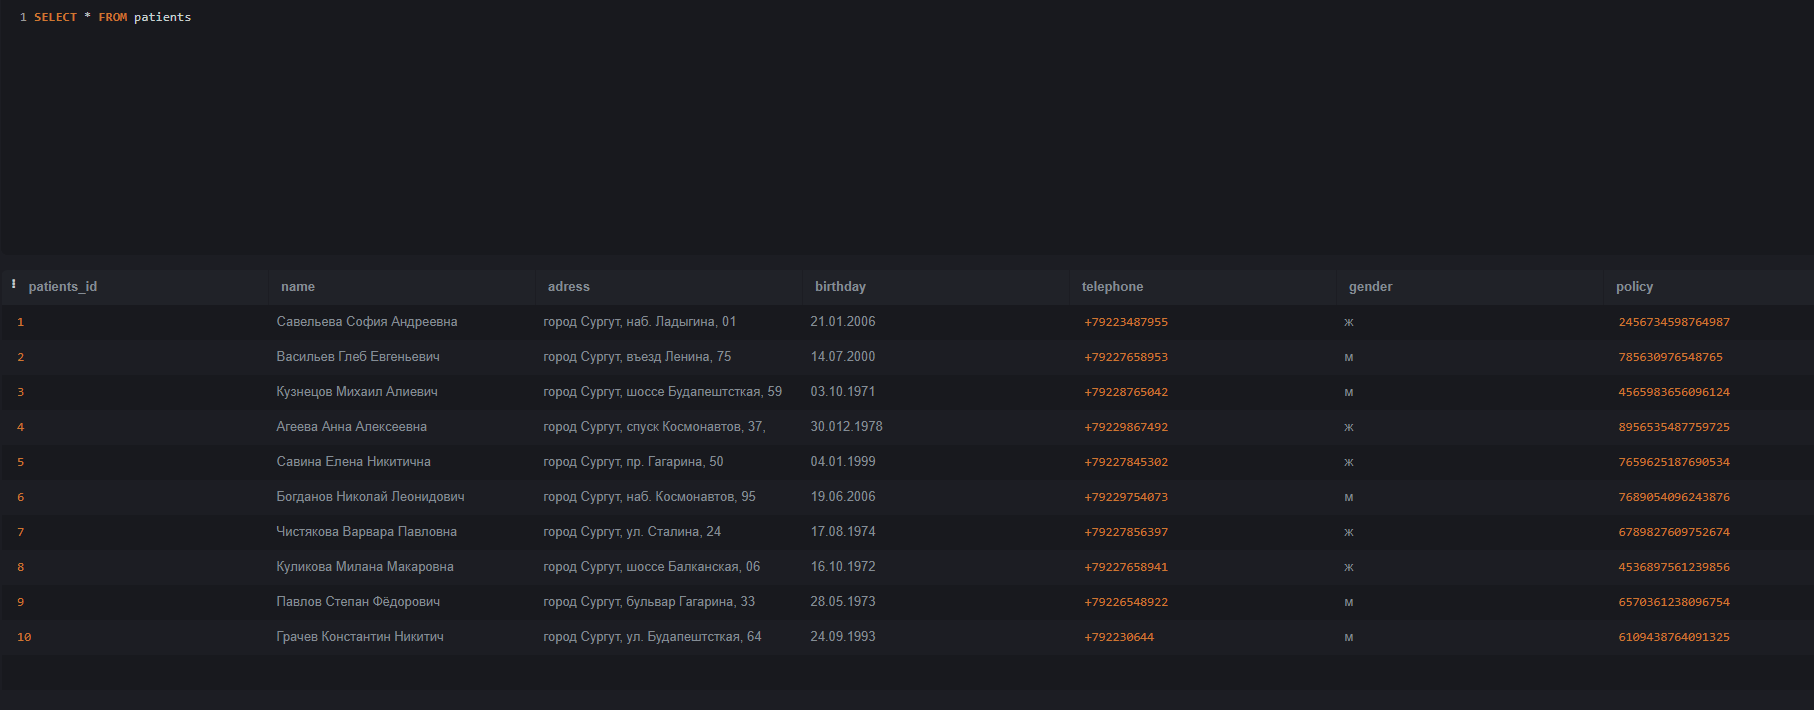 1 SELECT * FROM patients
patients_id name adress birthday telephone gender policy
1 Савельева София Андреевна город Сургут, наб. Ладыгина, 01 21.01.2006 +79223487955 ж 2456734598764987
2 Васильев Глеб Евгеньевич город Сургут, въезд Ленина, 75 14.07.2000 +79227658953 м 785630976548765
3 Кузнецов Михаил Алиевич город Сургут, шоссе Будапештсткая, 59 03.10.1971 +79228765042 м 4565983656096124
4 Агеева Анна Алексеевна город Сургут, спуск Космонавтов, 37, 30.012.1978 +79229867492 ж 8956535487759725
5 Савина Елена Никитична город Сургут, пр. Гагарина, 50 04.01.1999 +79227845302 ж 7659625187690534
6 Богданов Николай Леонидович город Сургут, наб. Космонавтов, 95 19.06.2006 +79229754073 м 7689054096243876
7 Чистякова Варвара Павловна город Сургут, ул. Сталина, 24 17.08.1974 +79227856397 ж 6789827609752674
8 Куликова Милана Макаровна город Сургут, шоссе Балканская, 06 16.10.1972 +79227658941 ж 4536897561239856
9 Павлов Степан Фёдорович город Сургут, бульвар Гагарина, 33 28.05.1973 +79226548922 м 6570361238096754
10 Грачев Константин Никитич город Сургут, ул. Будапештсткая, 64 24.09.1993 +792230644 м 6109438764091325